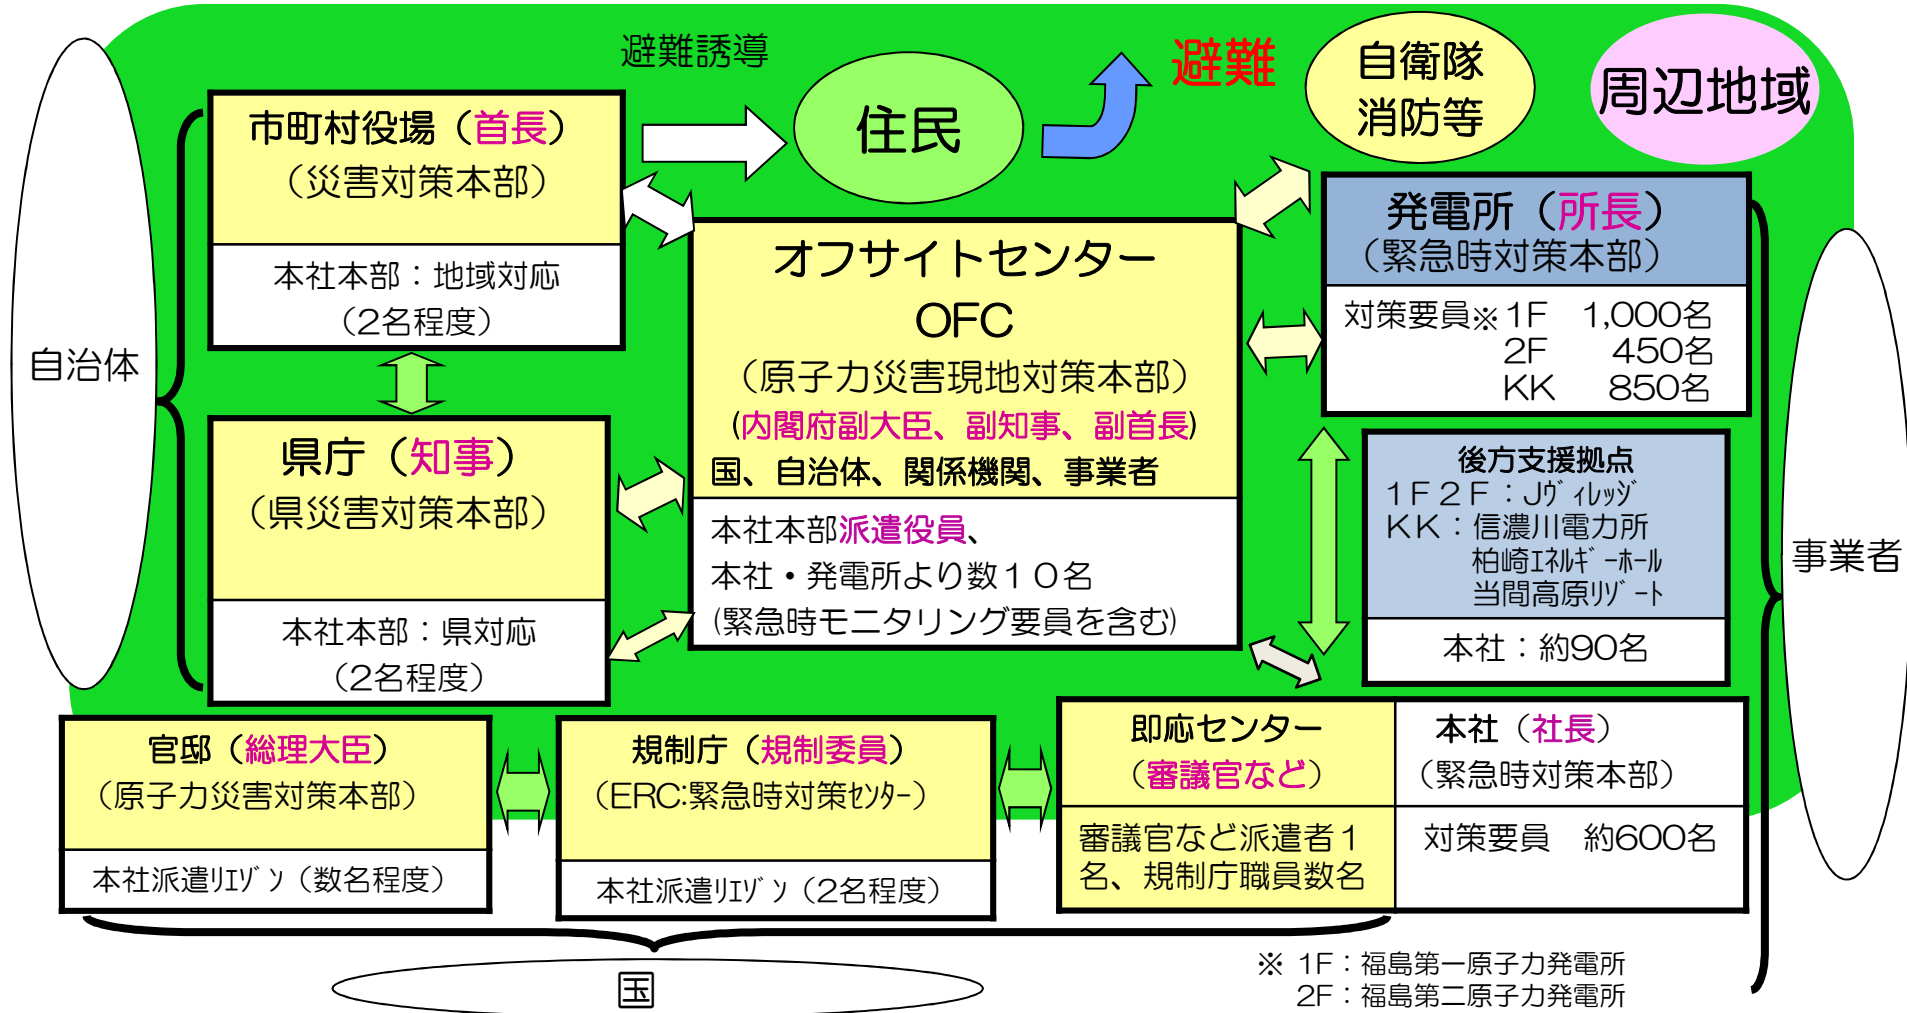 避難誘導
住民
避難
自衛隊
消防等
周辺地域
市町村役場（首長）
（災害対策本部）
本社本部：地域対応
（2名程度）
自治体
県庁（知事）
（県災害対策本部）
本社本部：県対応
（2名程度）
オフサイトセンター
OFC
（原子力災害現地対策本部）
(内閣府副大臣、副知事、副首長)
国、自治体、関係機関、事業者
本社本部派遣役員、
本社・発電所より数１０名
(緊急時モニタリング要員を含む)
発電所（所長）
（緊急時対策本部）
対策要員※1F　1,000名
2F　450名
KK　850名
後方支援拠点
１Ｆ２Ｆ：Jｳﾞｨﾚｯｼﾞ
ＫＫ：信濃川電力所
柏崎ｴﾈﾙｷﾞｰﾎｰﾙ
当間高原ﾘｿﾞｰﾄ
本社：約90名
事業者
官邸（総理大臣）
（原子力災害対策本部）
本社派遣ﾘｴｿﾞﾝ（数名程度）
規制庁（規制委員）
（ERC:緊急時対策ｾﾝﾀｰ）
本社派遣ﾘｴｿﾞﾝ（2名程度）
即応センター
（審議官など）
審議官など派遣者１
名、規制庁職員数名
本社（社長）
（緊急時対策本部）
対策要員　約600名
国
※ 1F：福島第一原子力発電所
2F：福島第二原子力発電所